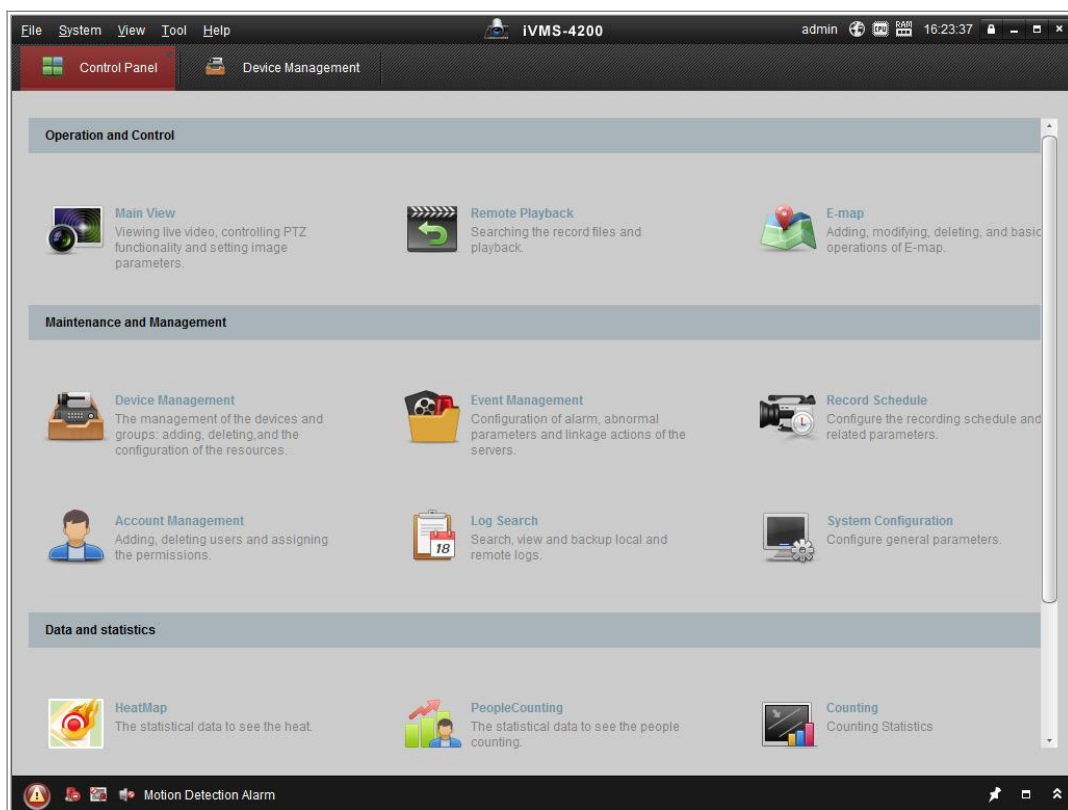 File System View Tool Help iVMS-4200 admin CPU RAM 16:23:37
Control Panel Device Management
Operation and Control
Main View
Viewing live video, controlling PTZ
functionality and setting image
parameters.
Remote Playback
Searching the record files and
playback.
E-map
Adding, modifying, deleting, and basic
operations of E-map.
Maintenance and Management
Device Management
The management of the devices and
groups: adding, deleting,and the
configuration of the resources.
Event Management
Configuration of alarm, abnormal
parameters and linkage actions of the
servers.
Record Schedule
Configure the recording schedule and
related parameters.
Account Management
Adding, deleting users and assigning
the permissions.
18
Log Search
Search, view and backup local and
remote logs.
System Configuration
Configure general parameters.
Data and statistics
HeatMap
The statistical data to see the heat.
PeopleCounting
The statistical data to see the people
counting.
Counting
Counting Statistics
Motion Detection Alarm